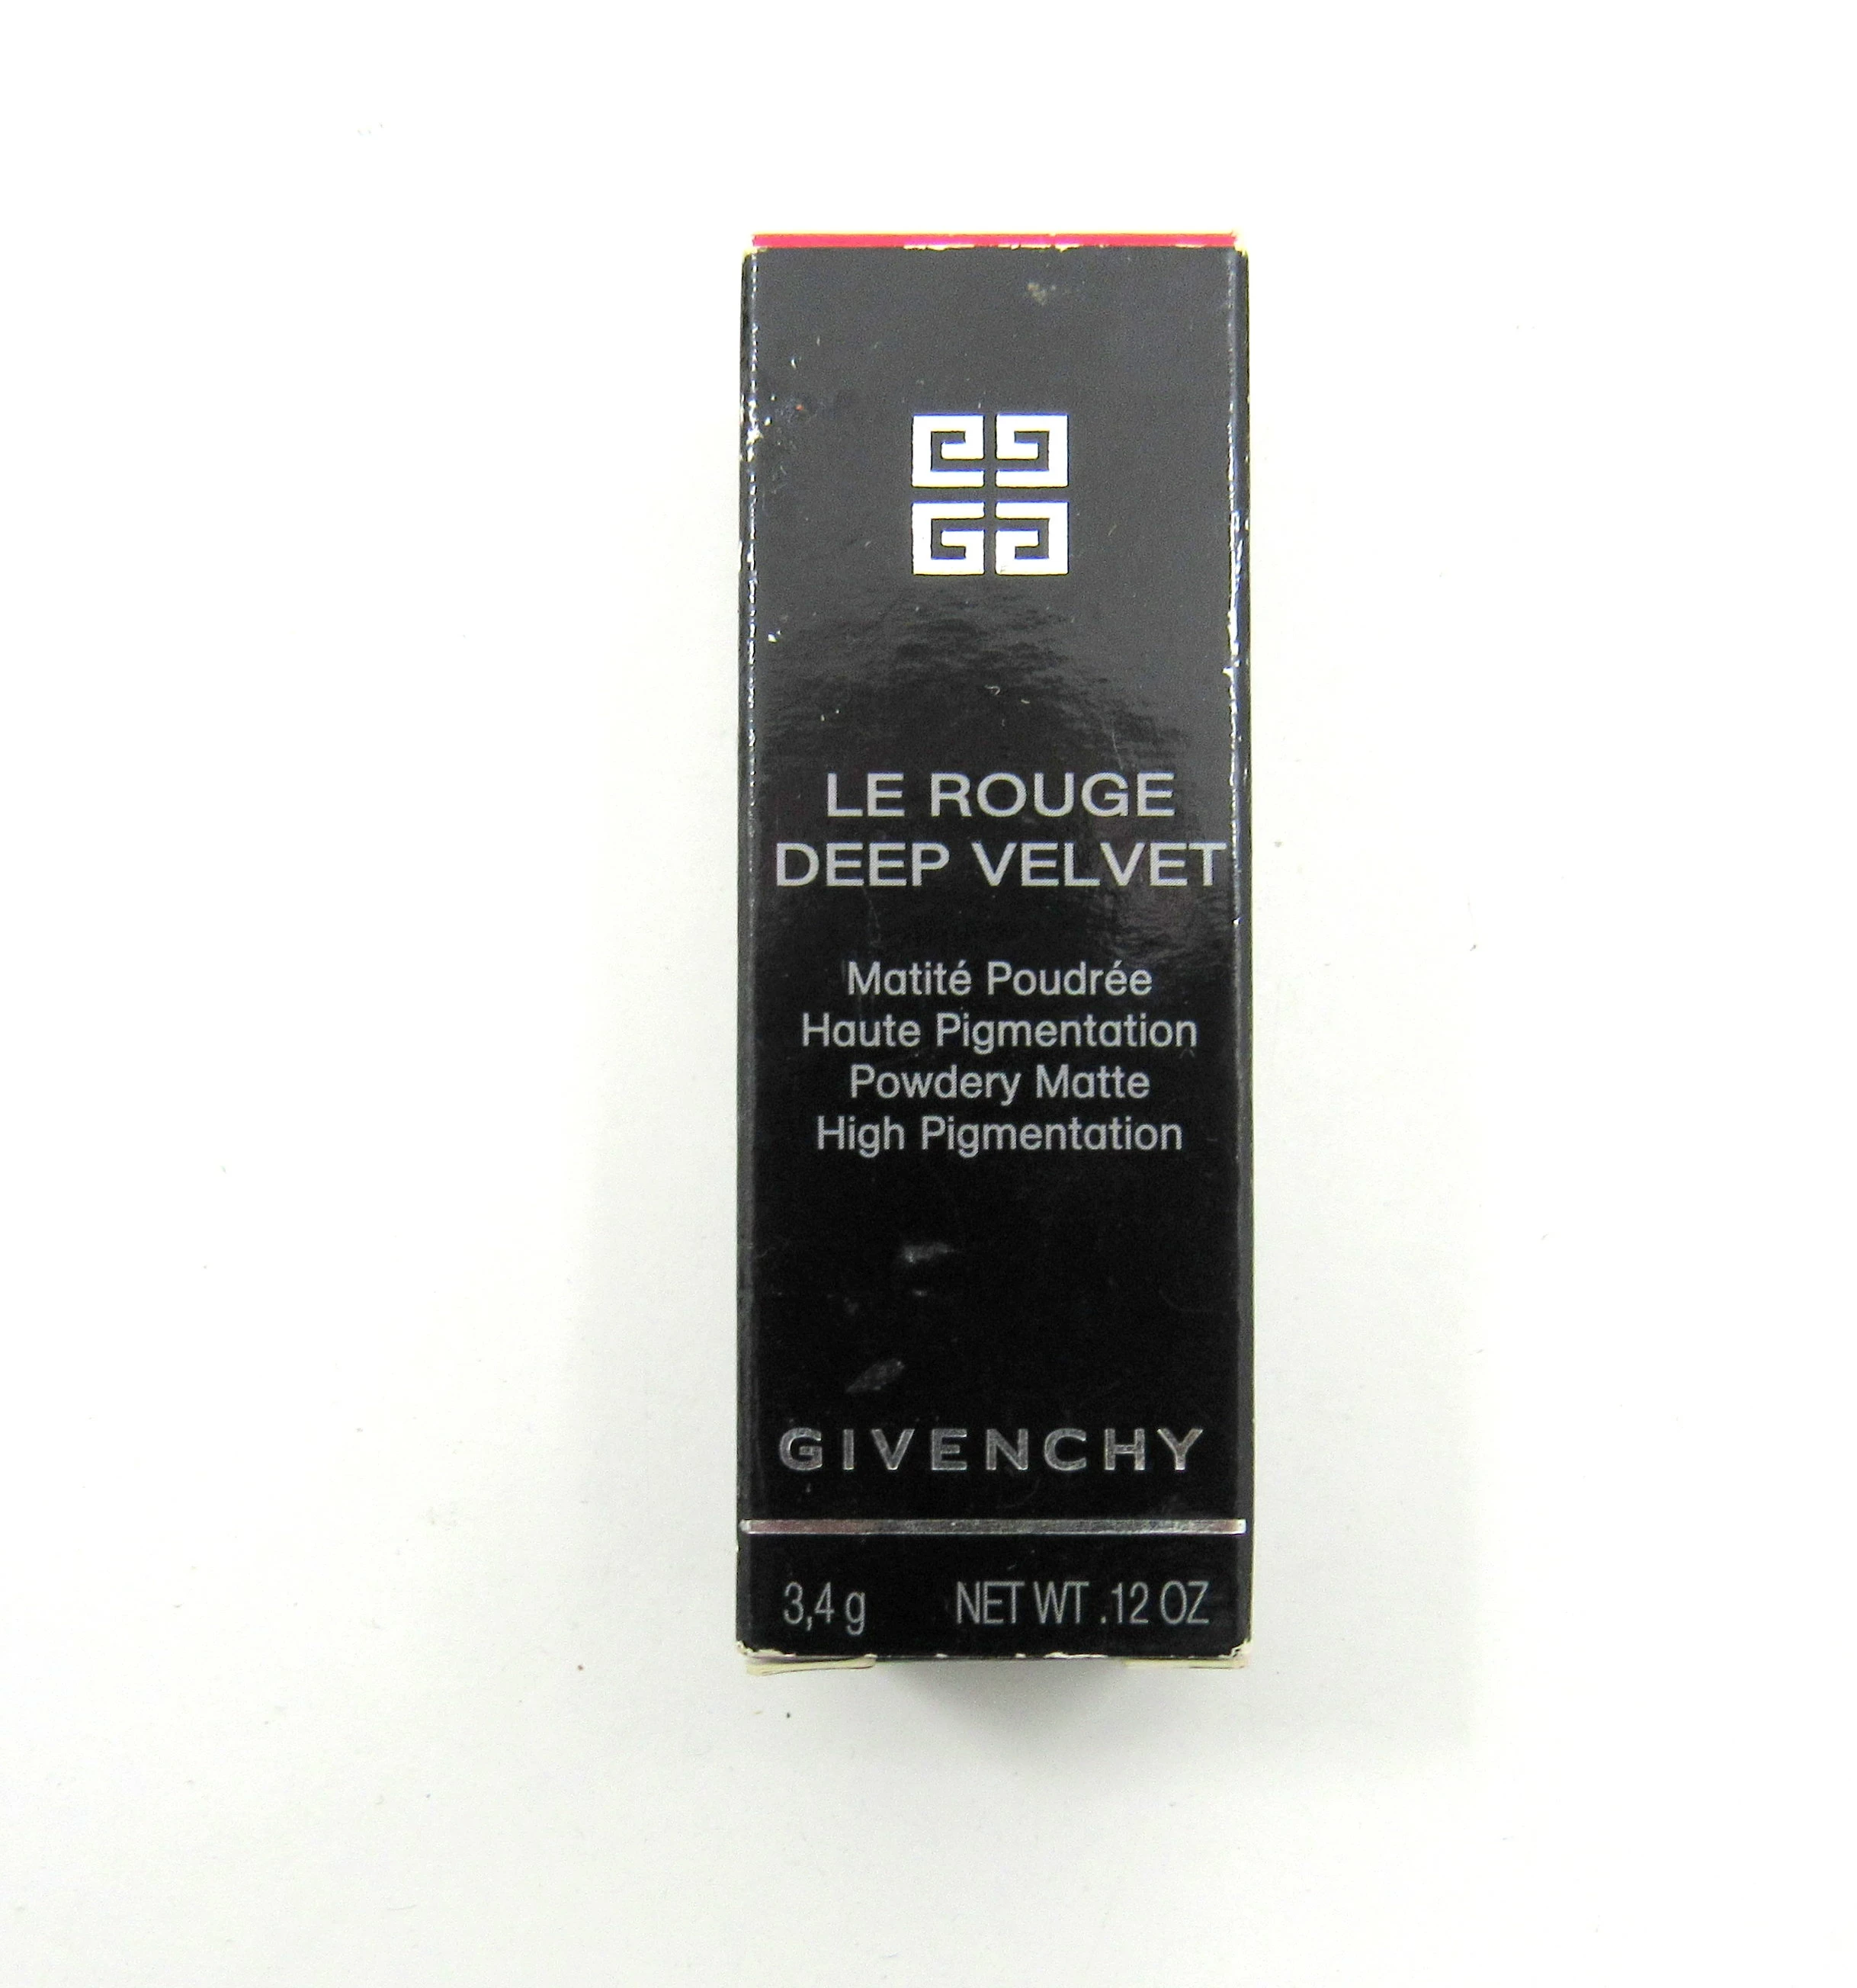 LE ROUGE
DEEP VELVET
Matité Poudrée
Haute Pigmentation
Powdery Matte
High Pigmentation
GIVENCHY
3,4 g NET WT .12 OZ